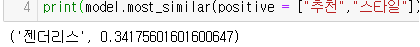 4 print(model.most_similar(positive = ["추천","스타일"])
('젠더리스', 0.34175601601600647)